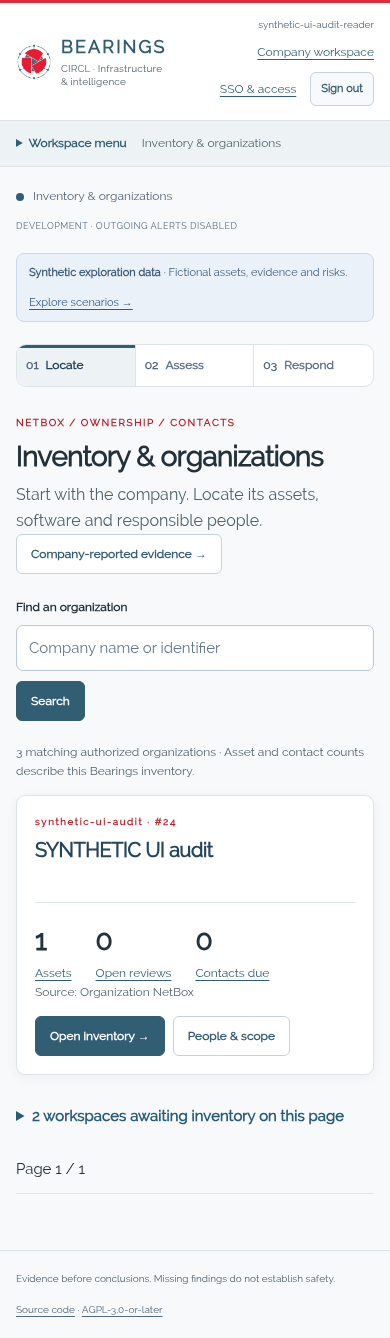 synthetic-ui-audit-reader
BEARINGS
CIRCL · Infrastructure
& intelligence
Company workspace
SSO & access
Sign out
Workspace menu
Inventory & organizations
Inventory & organizations
DEVELOPMENT · OUTGOING ALERTS DISABLED
Synthetic exploration data · Fictional assets, evidence and risks.
Explore scenarios →
01 Locate
02 Assess
03 Respond
NETBOX / OWNERSHIP / CONTACTS
Inventory & organizations
Start with the company. Locate its assets,
software and responsible people.
Company-reported evidence →
Find an organization
Company name or identifier
Search
3 matching authorized organizations · Asset and contact counts
describe this Bearings inventory.
synthetic-ui-audit · #24
SYNTHETIC UI audit
1 0 0
Assets Open reviews Contacts due
Source: Organization NetBox
Open Inventory → People & scope
2 workspaces awaiting inventory on this page
Page 1 / 1
Evidence before conclusions. Missing findings do not establish safety.
Source code · AGPL-3.0-or-later